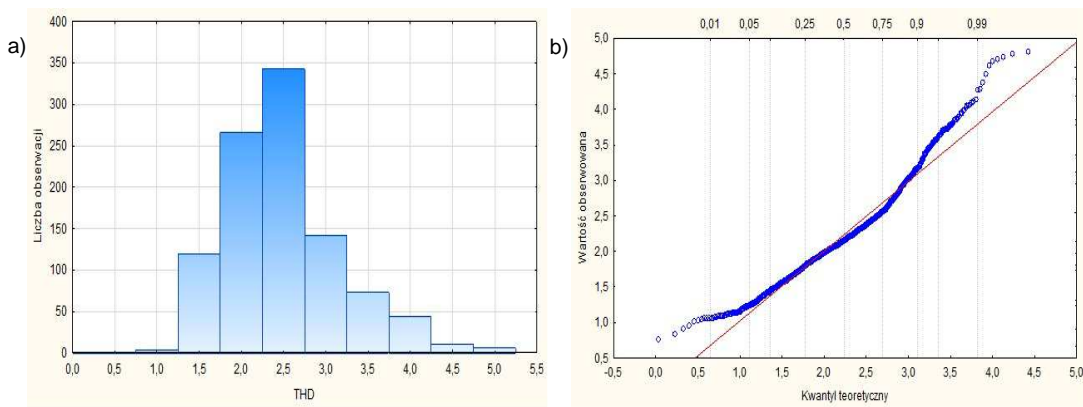 a)
400
350
300
250
200
150
100
50
0
Liczba obserwacji
0,0 0,5 1,0 1,5 2,0 2,5 3,0 3,5 4,0 4,5 5,0 5,5
THD
b)
0,01 0,05 0,25 0,5 0,75 0,9 0,99
5,0
4,5
4,0
3,5
3,0
2,5
2,0
1,5
1,0
0,5
Wartość obserwowana
-0,5 0,0 0,5 1,0 1,5 2,0 2,5 3,0 3,5 4,0 4,5 5,0
Kwantyl teoretyczny